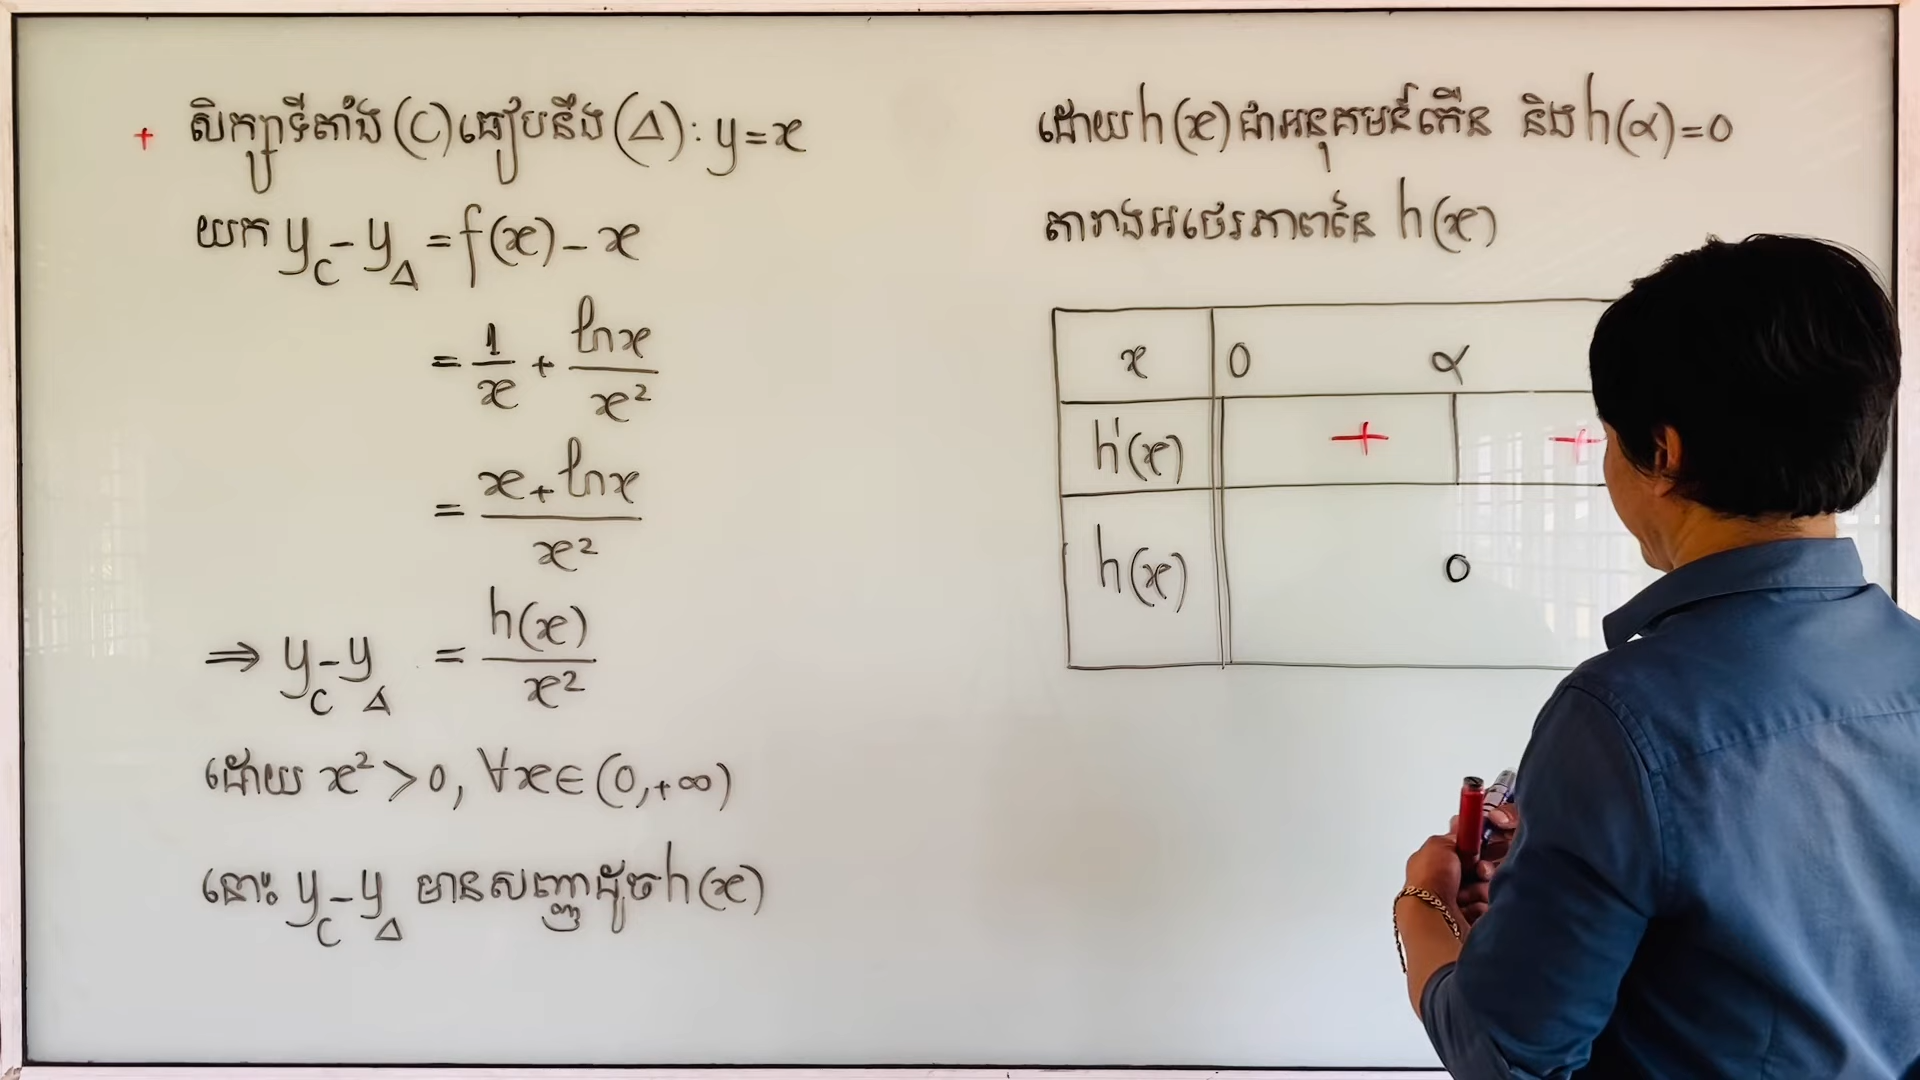 + សិក្សាទីតាំង (C) ធៀបនឹង (Δ) : y = x
យក y_C - y_Δ = f(x) - x
= 1/x + lnx/x²
= (x + lnx)/x²
⇒ y_C - y_Δ = h(x)/x²
ដោយ x² > 0, ∀x ∈ (0, +∞)
នោះ y_C - y_Δ មានសញ្ញាដូច h(x)
ដោយ h(x) ជាអនុគមន៍កើន និង h(α) = 0
តារាងអថេរភាពនៃ h(x)
x 0 α
h'(x) + +
h(x) 0